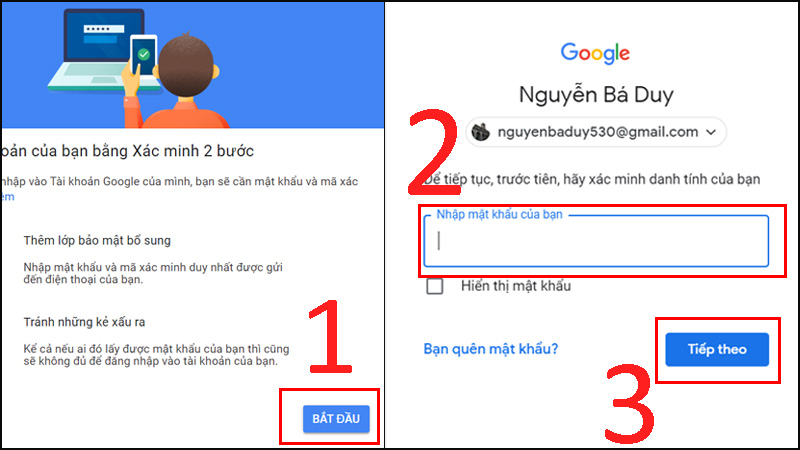 oản của bạn bằng Xác minh 2 bước
nhập vào Tài khoản Google của mình, bạn sẽ cần mật khẩu và mã xác
êm
Thêm lớp bảo mật bổ sung
Nhập mật khẩu và mã xác minh duy nhất được gửi
đến điện thoại của bạn.
Tránh những kẻ xấu ra
Kể cả nếu ai đó lấy được mật khẩu của bạn thì cũng
sẽ không đủ để đăng nhập vào tài khoản của bạn.
1
BẮT ĐẦU
Google
Nguyễn Bá Duy
nguyenbaduy530@gmail.com
2
Để tiếp tục, trước tiên, hãy xác minh danh tính của bạn
Nhập mật khẩu của bạn
Hiển thị mật khẩu
Bạn quên mật khẩu?
Tiếp theo
3